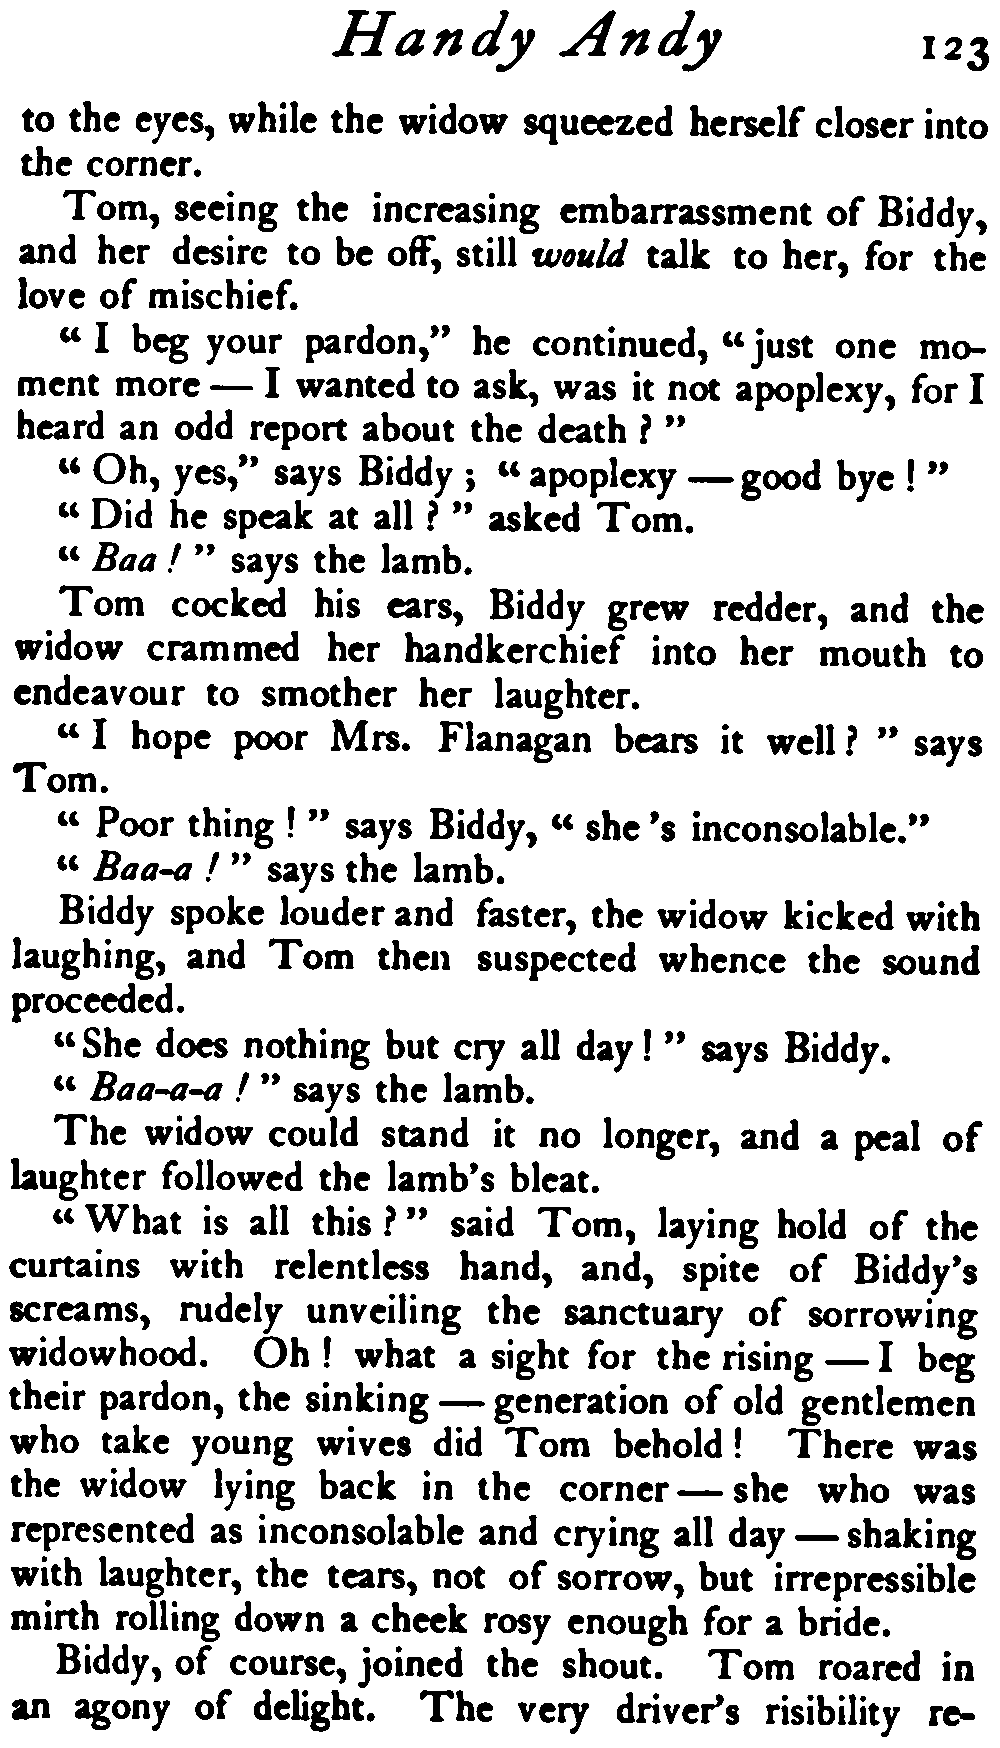 Handy Andy 123
to the eyes, while the widow squeezed herself closer into
the corner.
Tom, seeing the increasing embarrassment of Biddy,
and her desire to be off, still would talk to her, for the
love of mischief.
“ I beg your pardon,” he continued, “just one mo-
ment more — I wanted to ask, was it not apoplexy, for I
heard an odd report about the death ? ”
“ Oh, yes,” says Biddy ; “ apoplexy — good bye ! ”
“ Did he speak at all ? ” asked Tom.
“ Baa ! ” says the lamb.
Tom cocked his ears, Biddy grew redder, and the
widow crammed her handkerchief into her mouth to
endeavour to smother her laughter.
“ I hope poor Mrs. Flanagan bears it well ? ” says
Tom.
“ Poor thing ! ” says Biddy, “ she ’s inconsolable.”
“ Baa-a ! ” says the lamb.
Biddy spoke louder and faster, the widow kicked with
laughing, and Tom then suspected whence the sound
proceeded.
“She does nothing but cry all day ! ” says Biddy.
“ Baa-a-a ! ” says the lamb.
The widow could stand it no longer, and a peal of
laughter followed the lamb’s bleat.
“ What is all this ? ” said Tom, laying hold of the
curtains with relentless hand, and, spite of Biddy’s
screams, rudely unveiling the sanctuary of sorrowing
widowhood. Oh ! what a sight for the rising — I beg
their pardon, the sinking — generation of old gentlemen
who take young wives did Tom behold ! There was
the widow lying back in the corner — she who was
represented as inconsolable and crying all day — shaking
with laughter, the tears, not of sorrow, but irrepressible
mirth rolling down a cheek rosy enough for a bride.
Biddy, of course, joined the shout. Tom roared in
an agony of delight. The very driver’s risibility re-